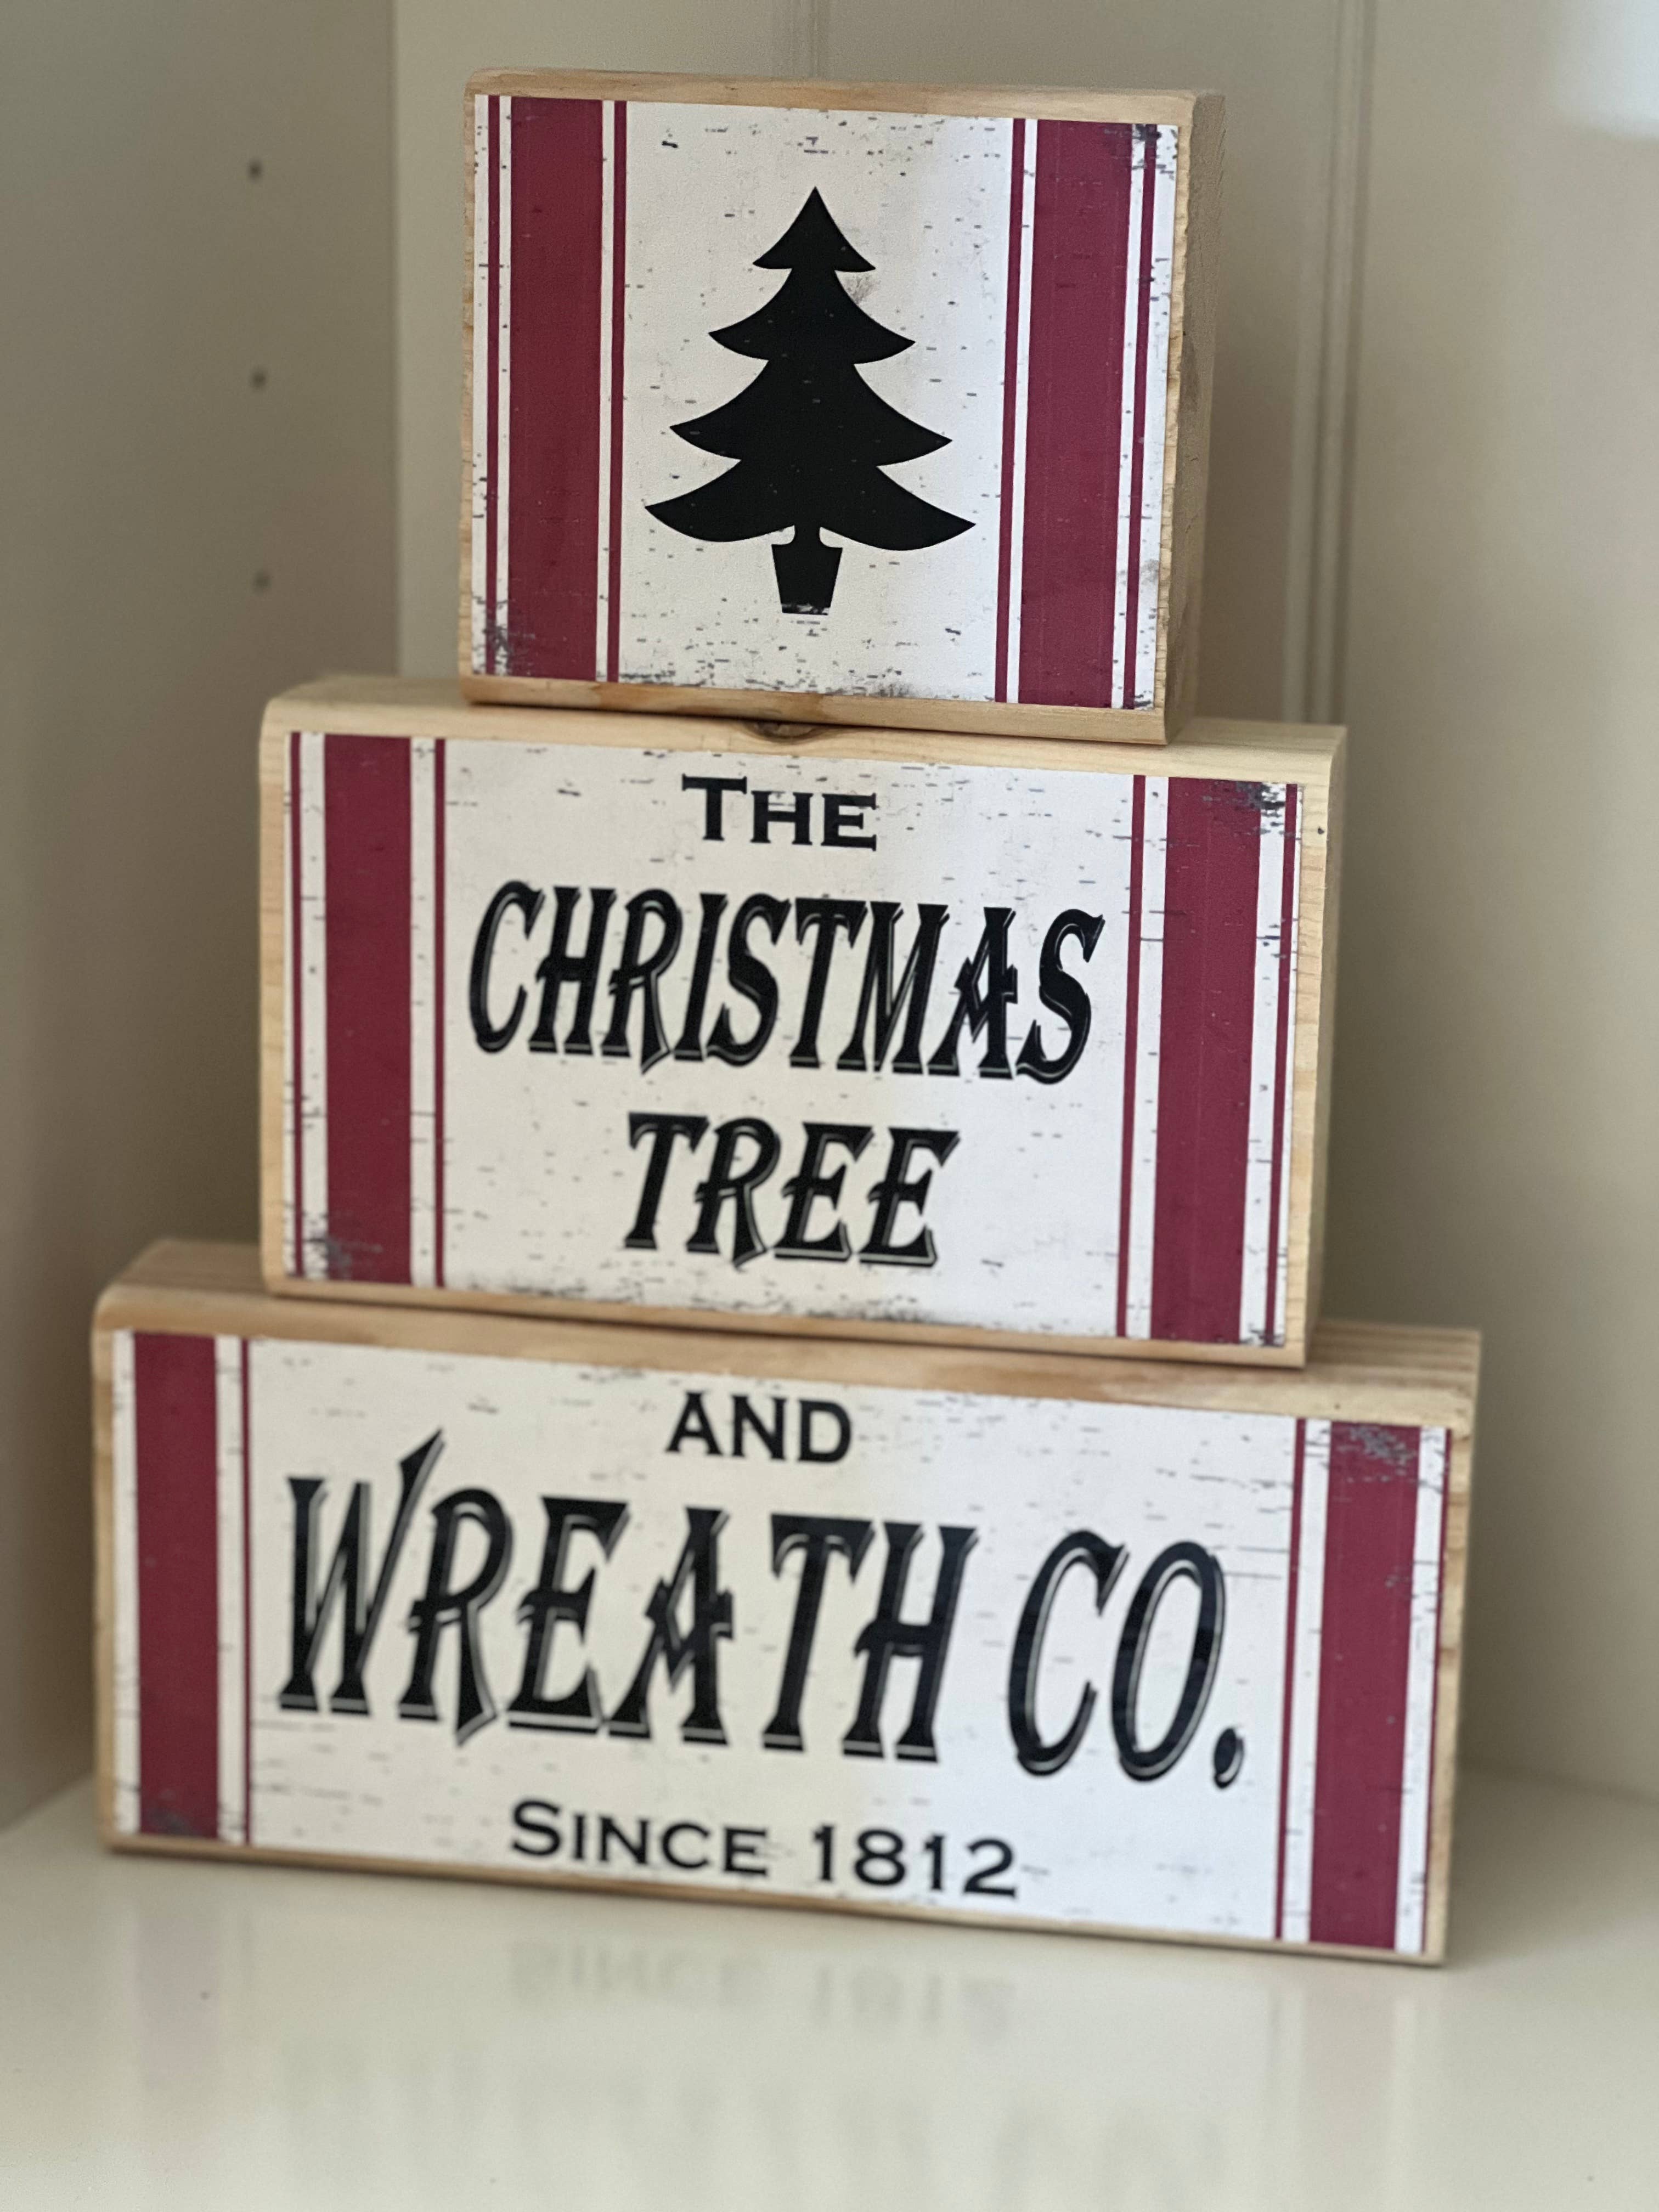 THE
CHRISTMAS
TREE
AND
WREATH CO.
SINCE 1812